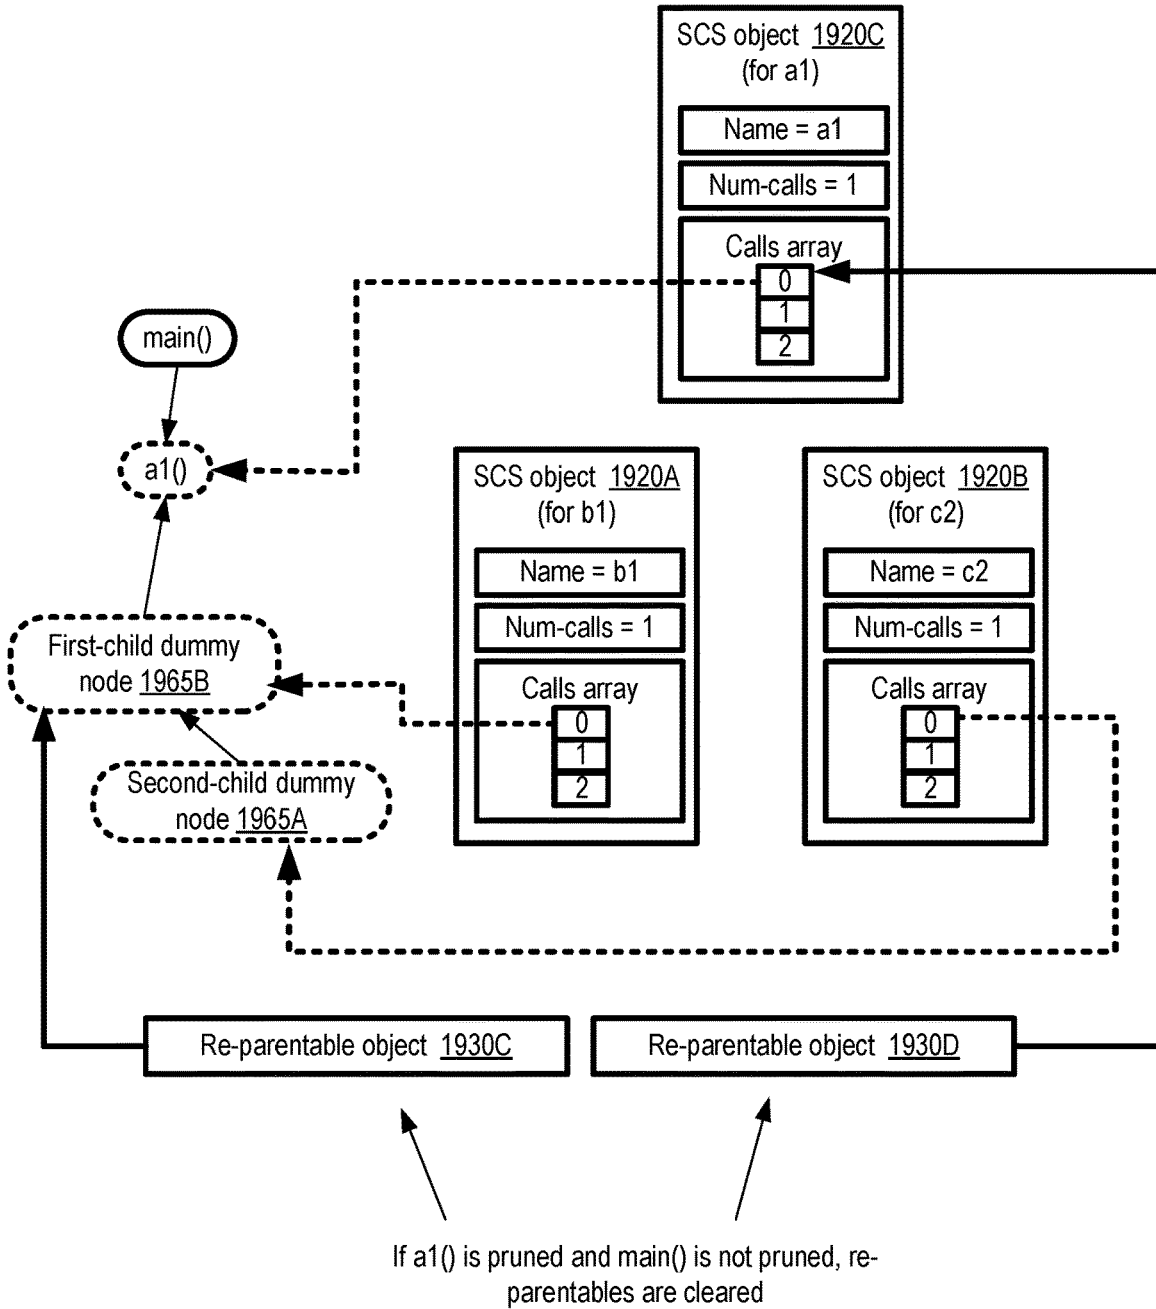 SCS object 1920C
(for a1)
Name = a1
Num-calls = 1
Calls array
0
1
2
main()
a1()
SCS object 1920A
(for b1)
Name = b1
Num-calls = 1
Calls array
0
1
2
SCS object 1920B
(for c2)
Name = c2
Num-calls = 1
Calls array
0
1
2
First-child dummy
node 1965B
Second-child dummy
node 1965A
Re-parentable object 1930C
Re-parentable object 1930D
If a1() is pruned and main() is not pruned, re-
parentables are cleared